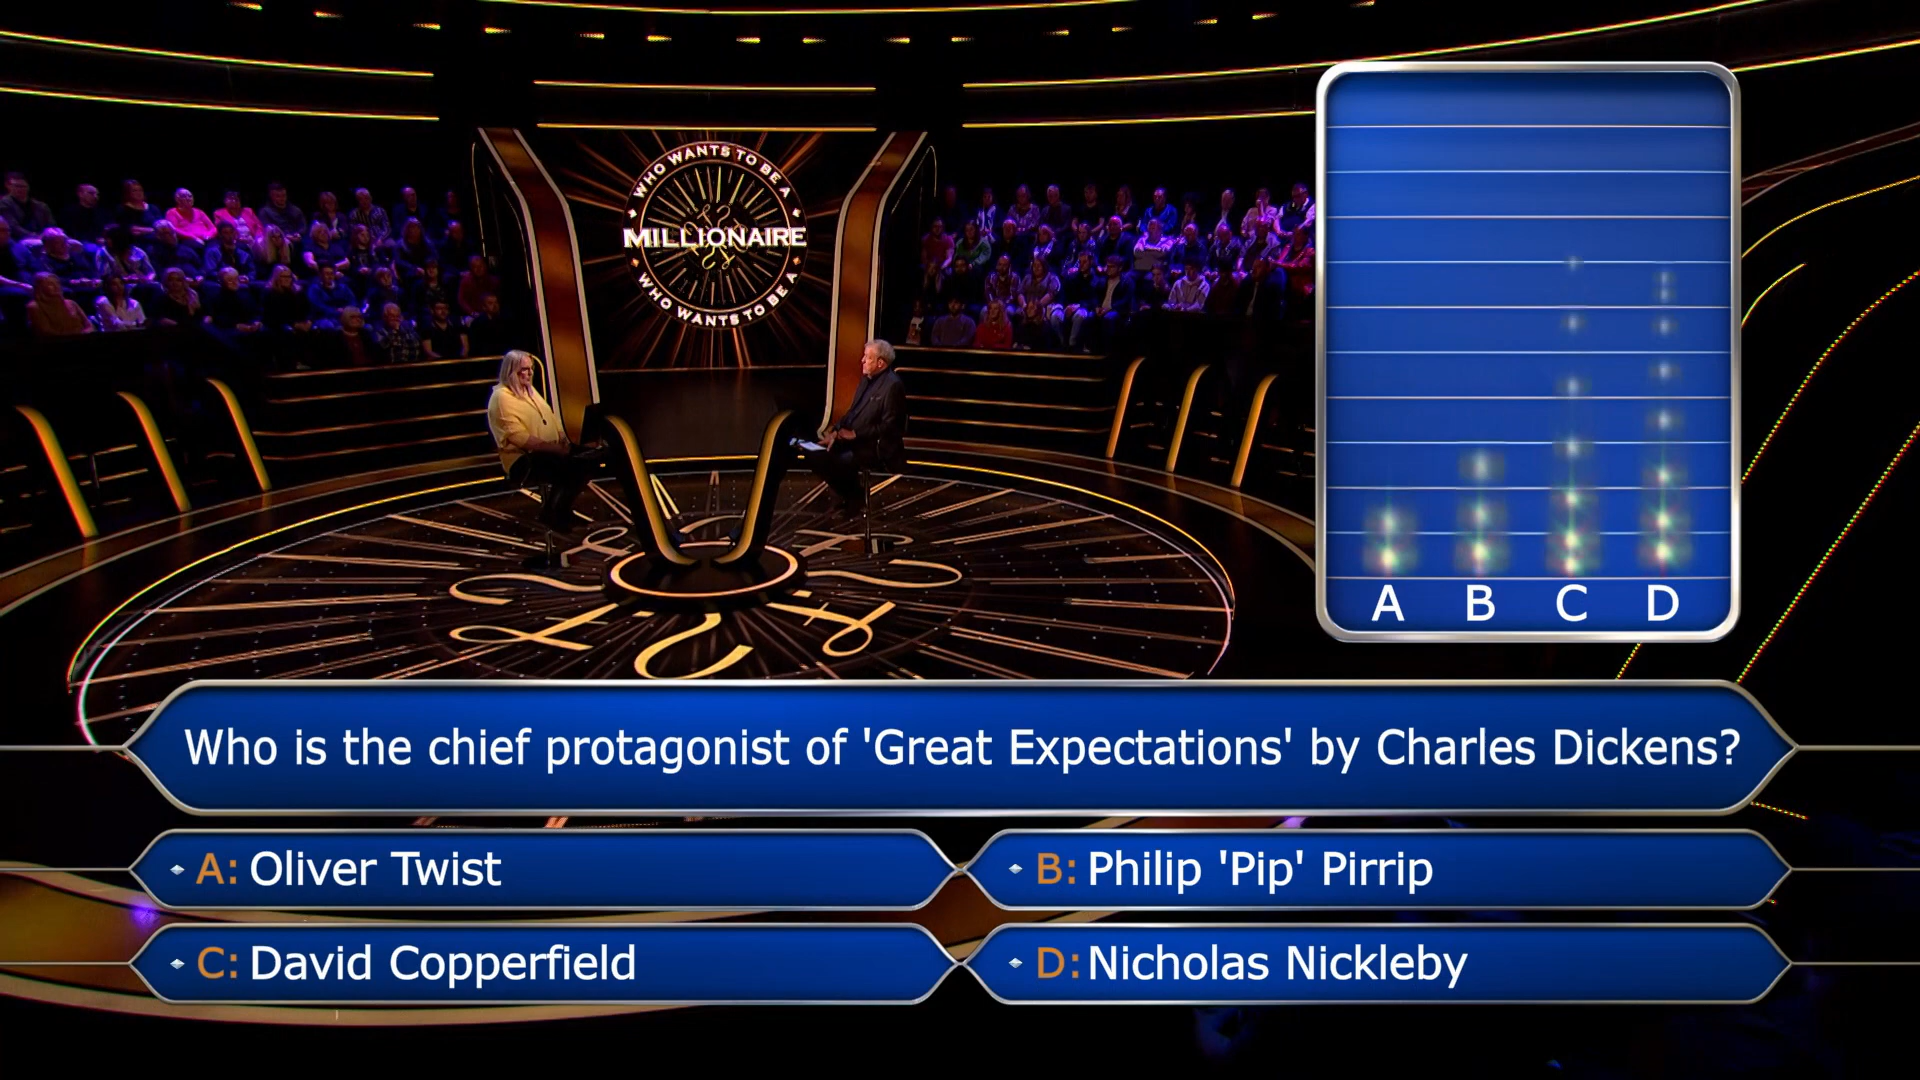 WHO WANTS TO BE A
MILLIONAIRE
WHO WANTS TO BE A
A B C D
Who is the chief protagonist of 'Great Expectations' by Charles Dickens?
A: Oliver Twist
B: Philip 'Pip' Pirrip
C: David Copperfield
D: Nicholas Nickleby